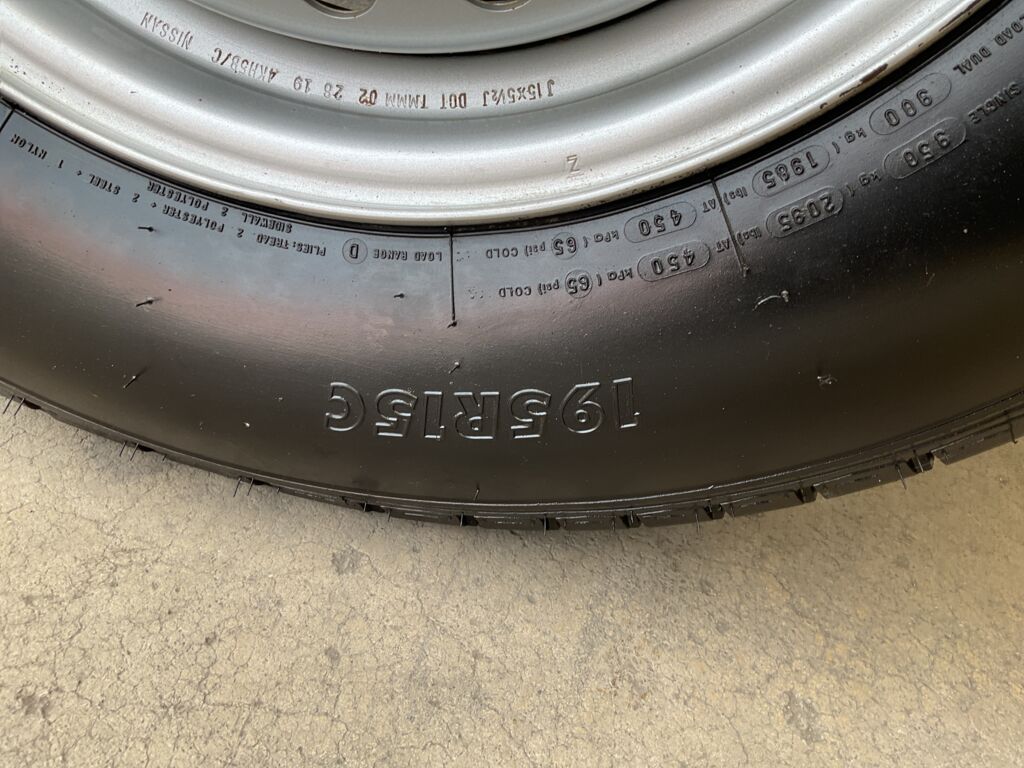 NISSAN
J15x5½J DOT TMMM 02 28 19 4KH5B/C
Z
LOAD DUAL 900 kg. ( 1985 lbs) AT 450 kPa ( 65 psi) COLD
SINGLE 950 kg ( 2095 lbs) AT 450 kPa ( 65 psi) COLD
LOAD RANGE D
PLIES: TREAD 2 POLYESTER + 2 STEEL + 1 NYLON
SIDEWALL 2 POLYESTER
195R15C